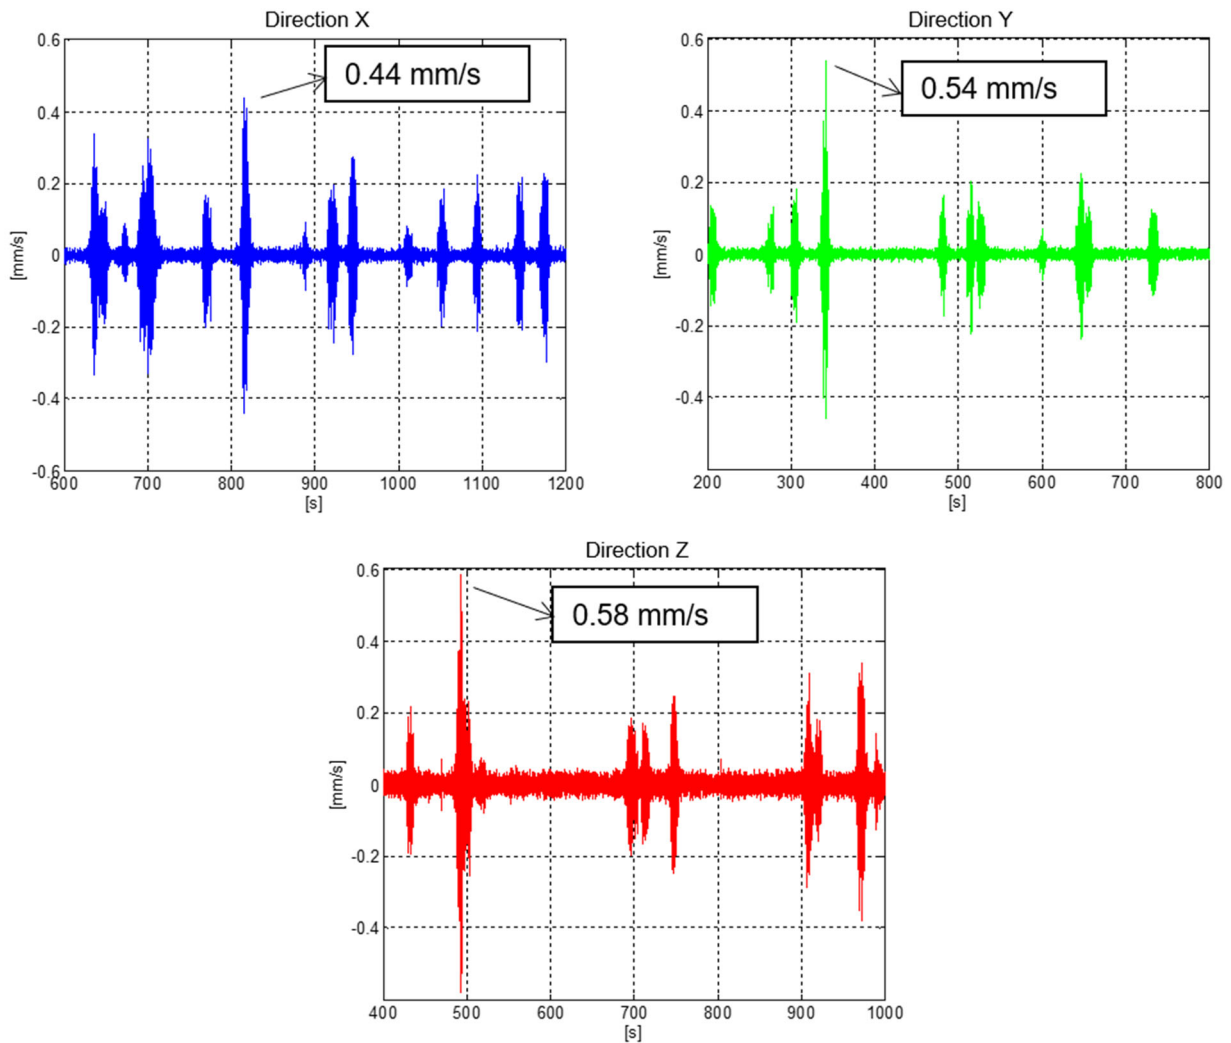 Direction X
0.44 mm/s
0.6
0.4
0.2
0
-0.2
-0.4
-0.6
[mm/s]
600 700 800 900 1000 1100 1200
[s]
Direction Y
0.54 mm/s
0.6
0.4
0.2
0
-0.2
-0.4
[mm/s]
200 300 400 500 600 700 800
[s]
Direction Z
0.58 mm/s
0.6
0.4
0.2
0
-0.2
-0.4
[mm/s]
400 500 600 700 800 900 1000
[s]